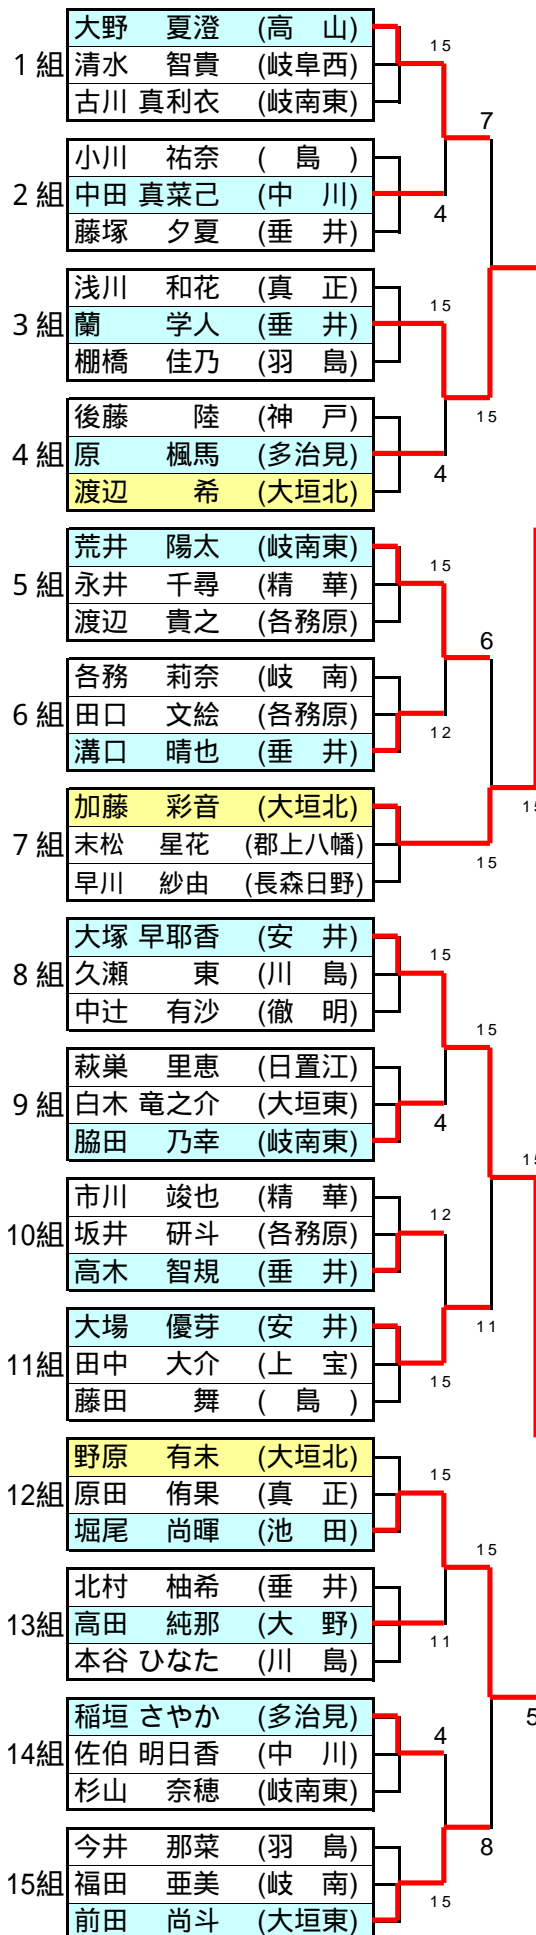 大野 夏澄 (高 山)
15
1組 清水 智貴 (岐阜西)
古川 真利衣 (岐南東)
7
小川 祐奈 ( 島 )
2組 中田 真菜己 (中 川)
4
藤塚 夕夏 (垂 井)
浅川 和花 (真 正)
15
3組 蘭 学人 (垂 井)
棚橋 佳乃 (羽 島)
15
後藤 陸 (神 戸)
4組 原 楓馬 (多治見)
4
渡辺 希 (大垣北)
荒井 陽太 (岐南東)
15
5組 永井 千尋 (精 華)
渡辺 貴之 (各務原)
6
各務 莉奈 (岐 南)
6組 田口 文絵 (各務原)
12
溝口 晴也 (垂 井)
加藤 彩音 (大垣北)
15
7組 末松 星花 (郡上八幡)
15
早川 紗由 (長森日野)
大塚 早耶香 (安 井)
15
8組 久瀬 東 (川 島)
中辻 有沙 (徹 明)
15
萩巣 里恵 (日置江)
9組 白木 竜之介 (大垣東)
4
脇田 乃幸 (岐南東)
15
市川 竣也 (精 華)
12
10組 坂井 研斗 (各務原)
高木 智規 (垂 井)
11
大場 優芽 (安 井)
11組 田中 大介 (上 宝)
15
藤田 舞 ( 島 )
野原 有未 (大垣北)
15
12組 原田 侑果 (真 正)
堀尾 尚暉 (池 田)
15
北村 柚希 (垂 井)
13組 高田 純那 (大 野)
11
本谷 ひなた (川 島)
稲垣 さやか (多治見)
5
4
14組 佐伯 明日香 (中 川)
杉山 奈穂 (岐南東)
8
今井 那菜 (羽 島)
15組 福田 亜美 (岐 南)
15
前田 尚斗 (大垣東)